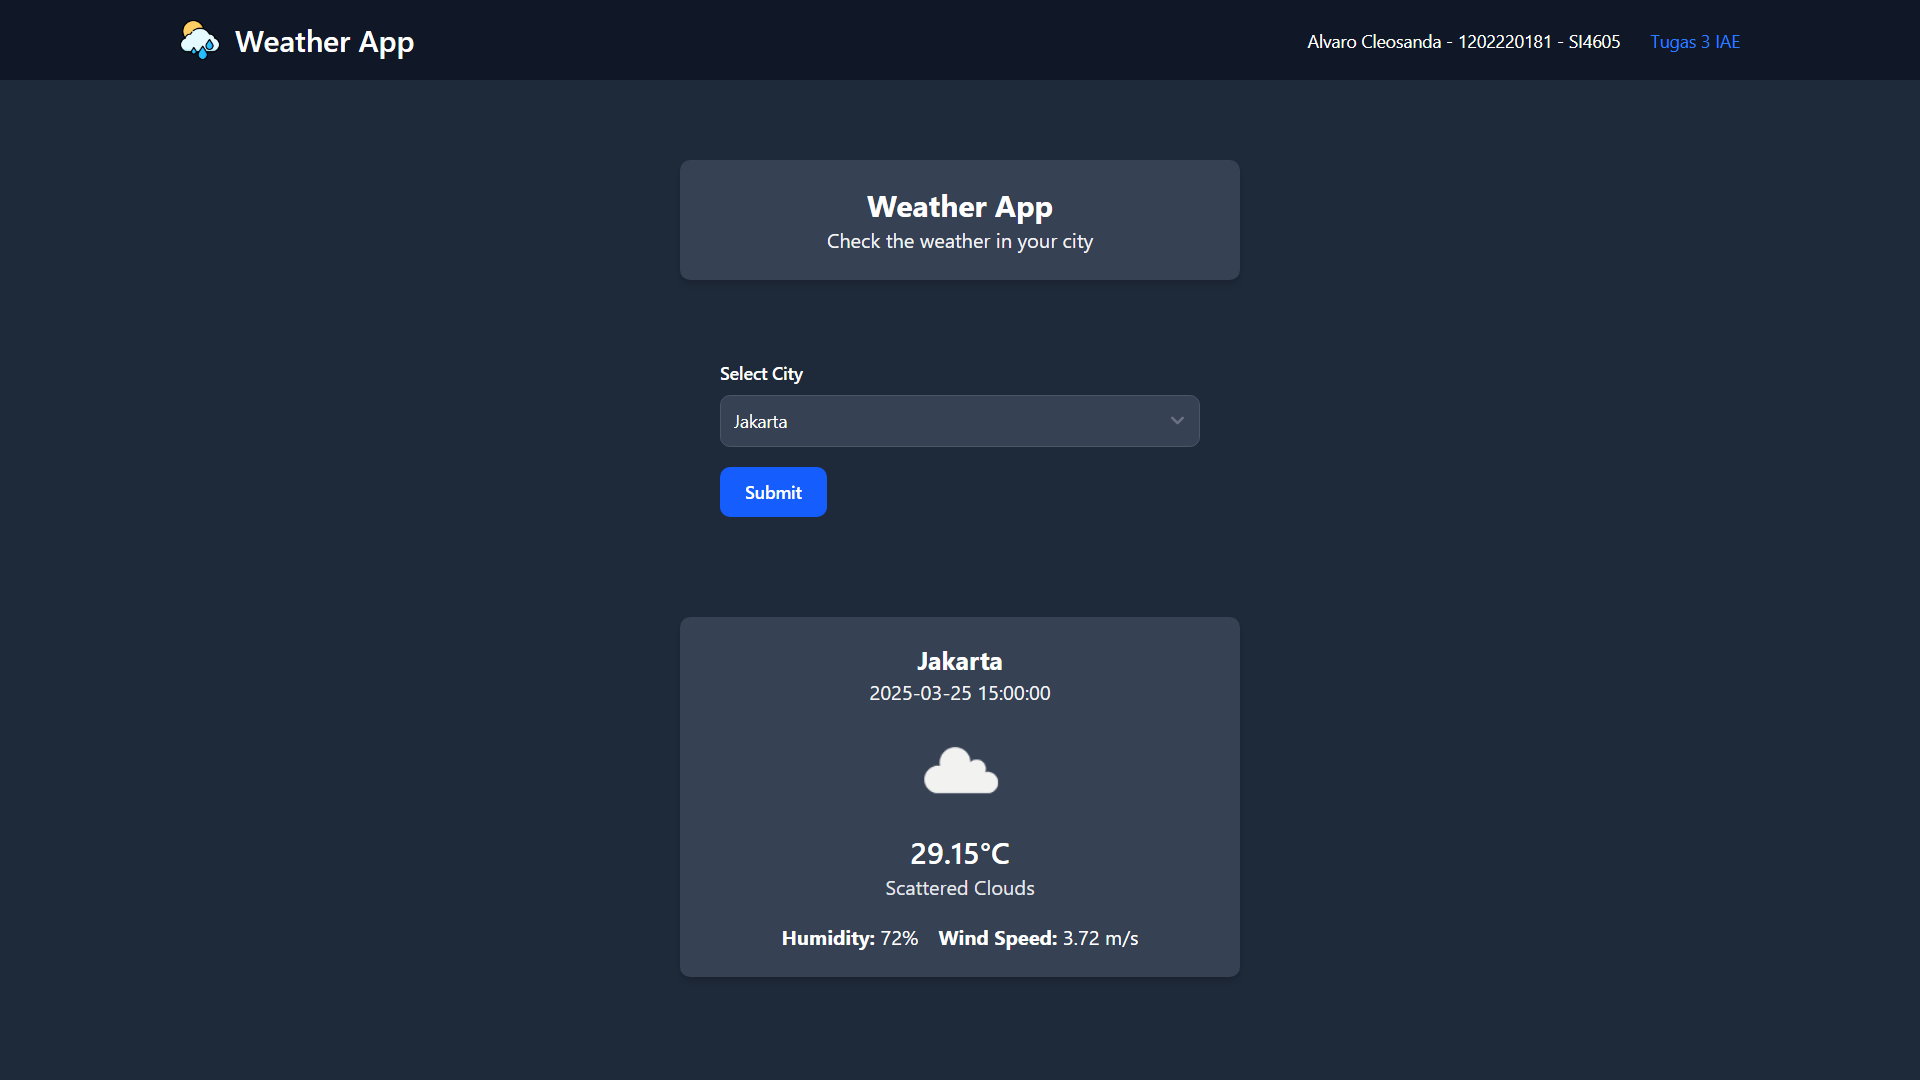 Weather App
Alvaro Cleosanda - 1202220181 - SI4605
Tugas 3 IAE
Weather App
Check the weather in your city
Select City
Jakarta
Submit
Jakarta
2025-03-25 15:00:00
29.15°C
Scattered Clouds
Humidity: 72% Wind Speed: 3.72 m/s